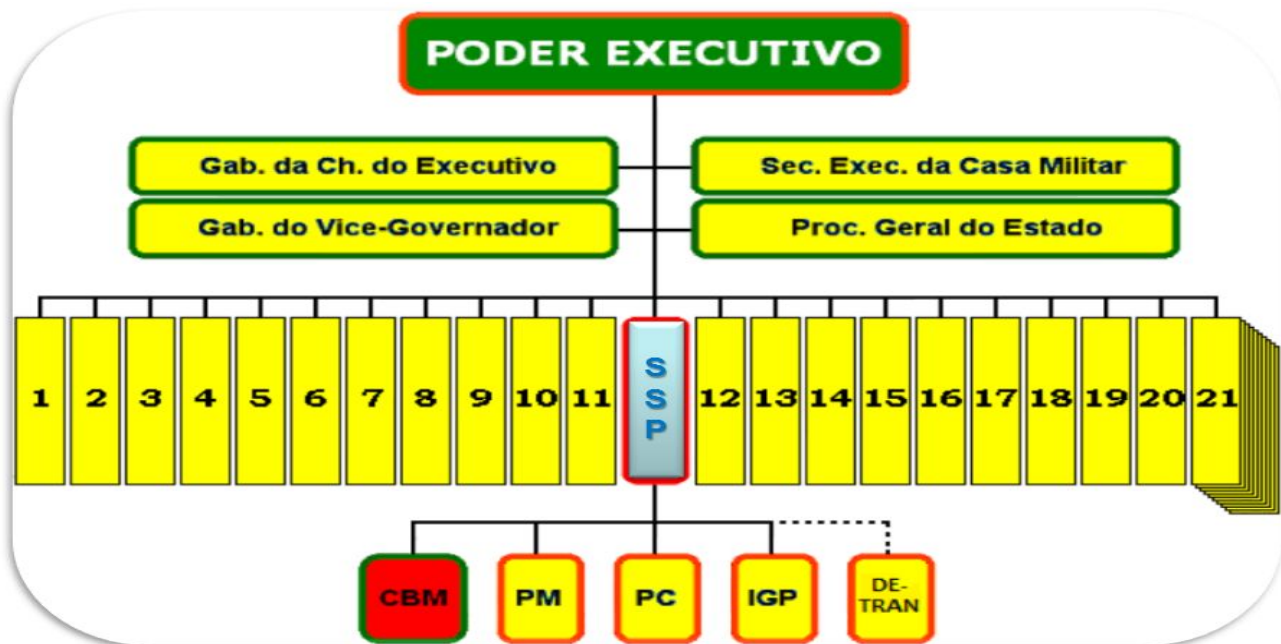 PODER EXECUTIVO
Gab. da Ch. do Executivo
Sec. Exec. da Casa Militar
Gab. do Vice-Governador
Proc. Geral do Estado
1 2 3 4 5 6 7 8 9 10 11
S
S
P
12 13 14 15 16 17 18 19 20 21
CBM
PM
PC
IGP
DE-
TRAN